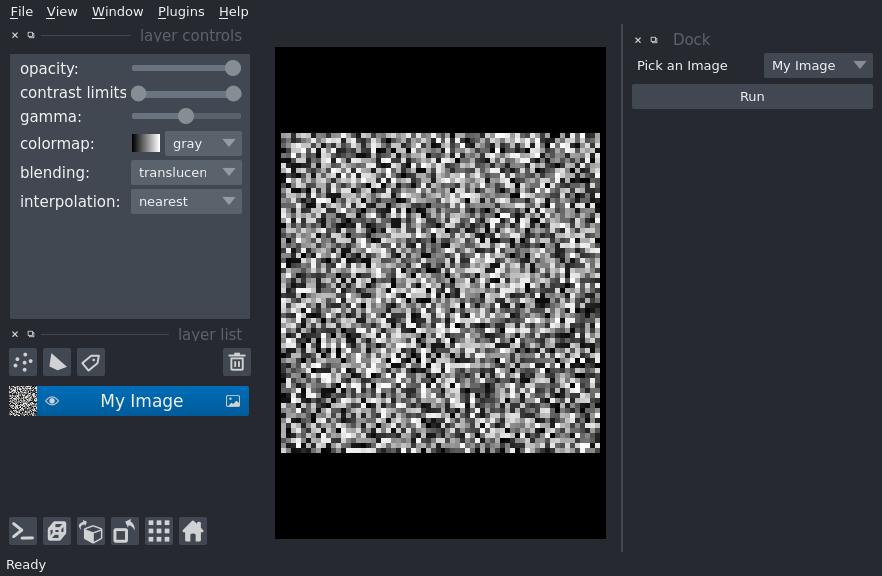 File View Window Plugins Help
layer controls
opacity:
contrast limits
gamma:
colormap: gray
blending: translucen
interpolation: nearest
layer list
My Image
Ready
Dock
Pick an Image My Image
Run